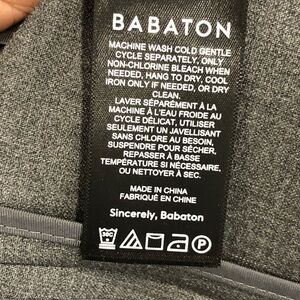 BABATON
MACHINE WASH COLD GENTLE
CYCLE SEPARATELY, ONLY
NON-CHLORINE BLEACH WHEN
NEEDED, HANG TO DRY, COOL
IRON ONLY IF NEEDED, OR DRY
CLEAN.
LAVER SÉPARÉMENT À LA
MACHINE À L'EAU FROIDE AU
CYCLE DÉLICAT, UTILISER
SEULEMENT UN JAVELLISANT
SANS CHLORE AU BESOIN,
SUSPENDRE POUR SÉCHER,
REPASSER À BASSE
TEMPÉRATURE SI NÉCESSAIRE,
OU NETTOYER À SEC.
MADE IN CHINA
FABRIQUÉ EN CHINE
Sincerely, Babaton
30C P